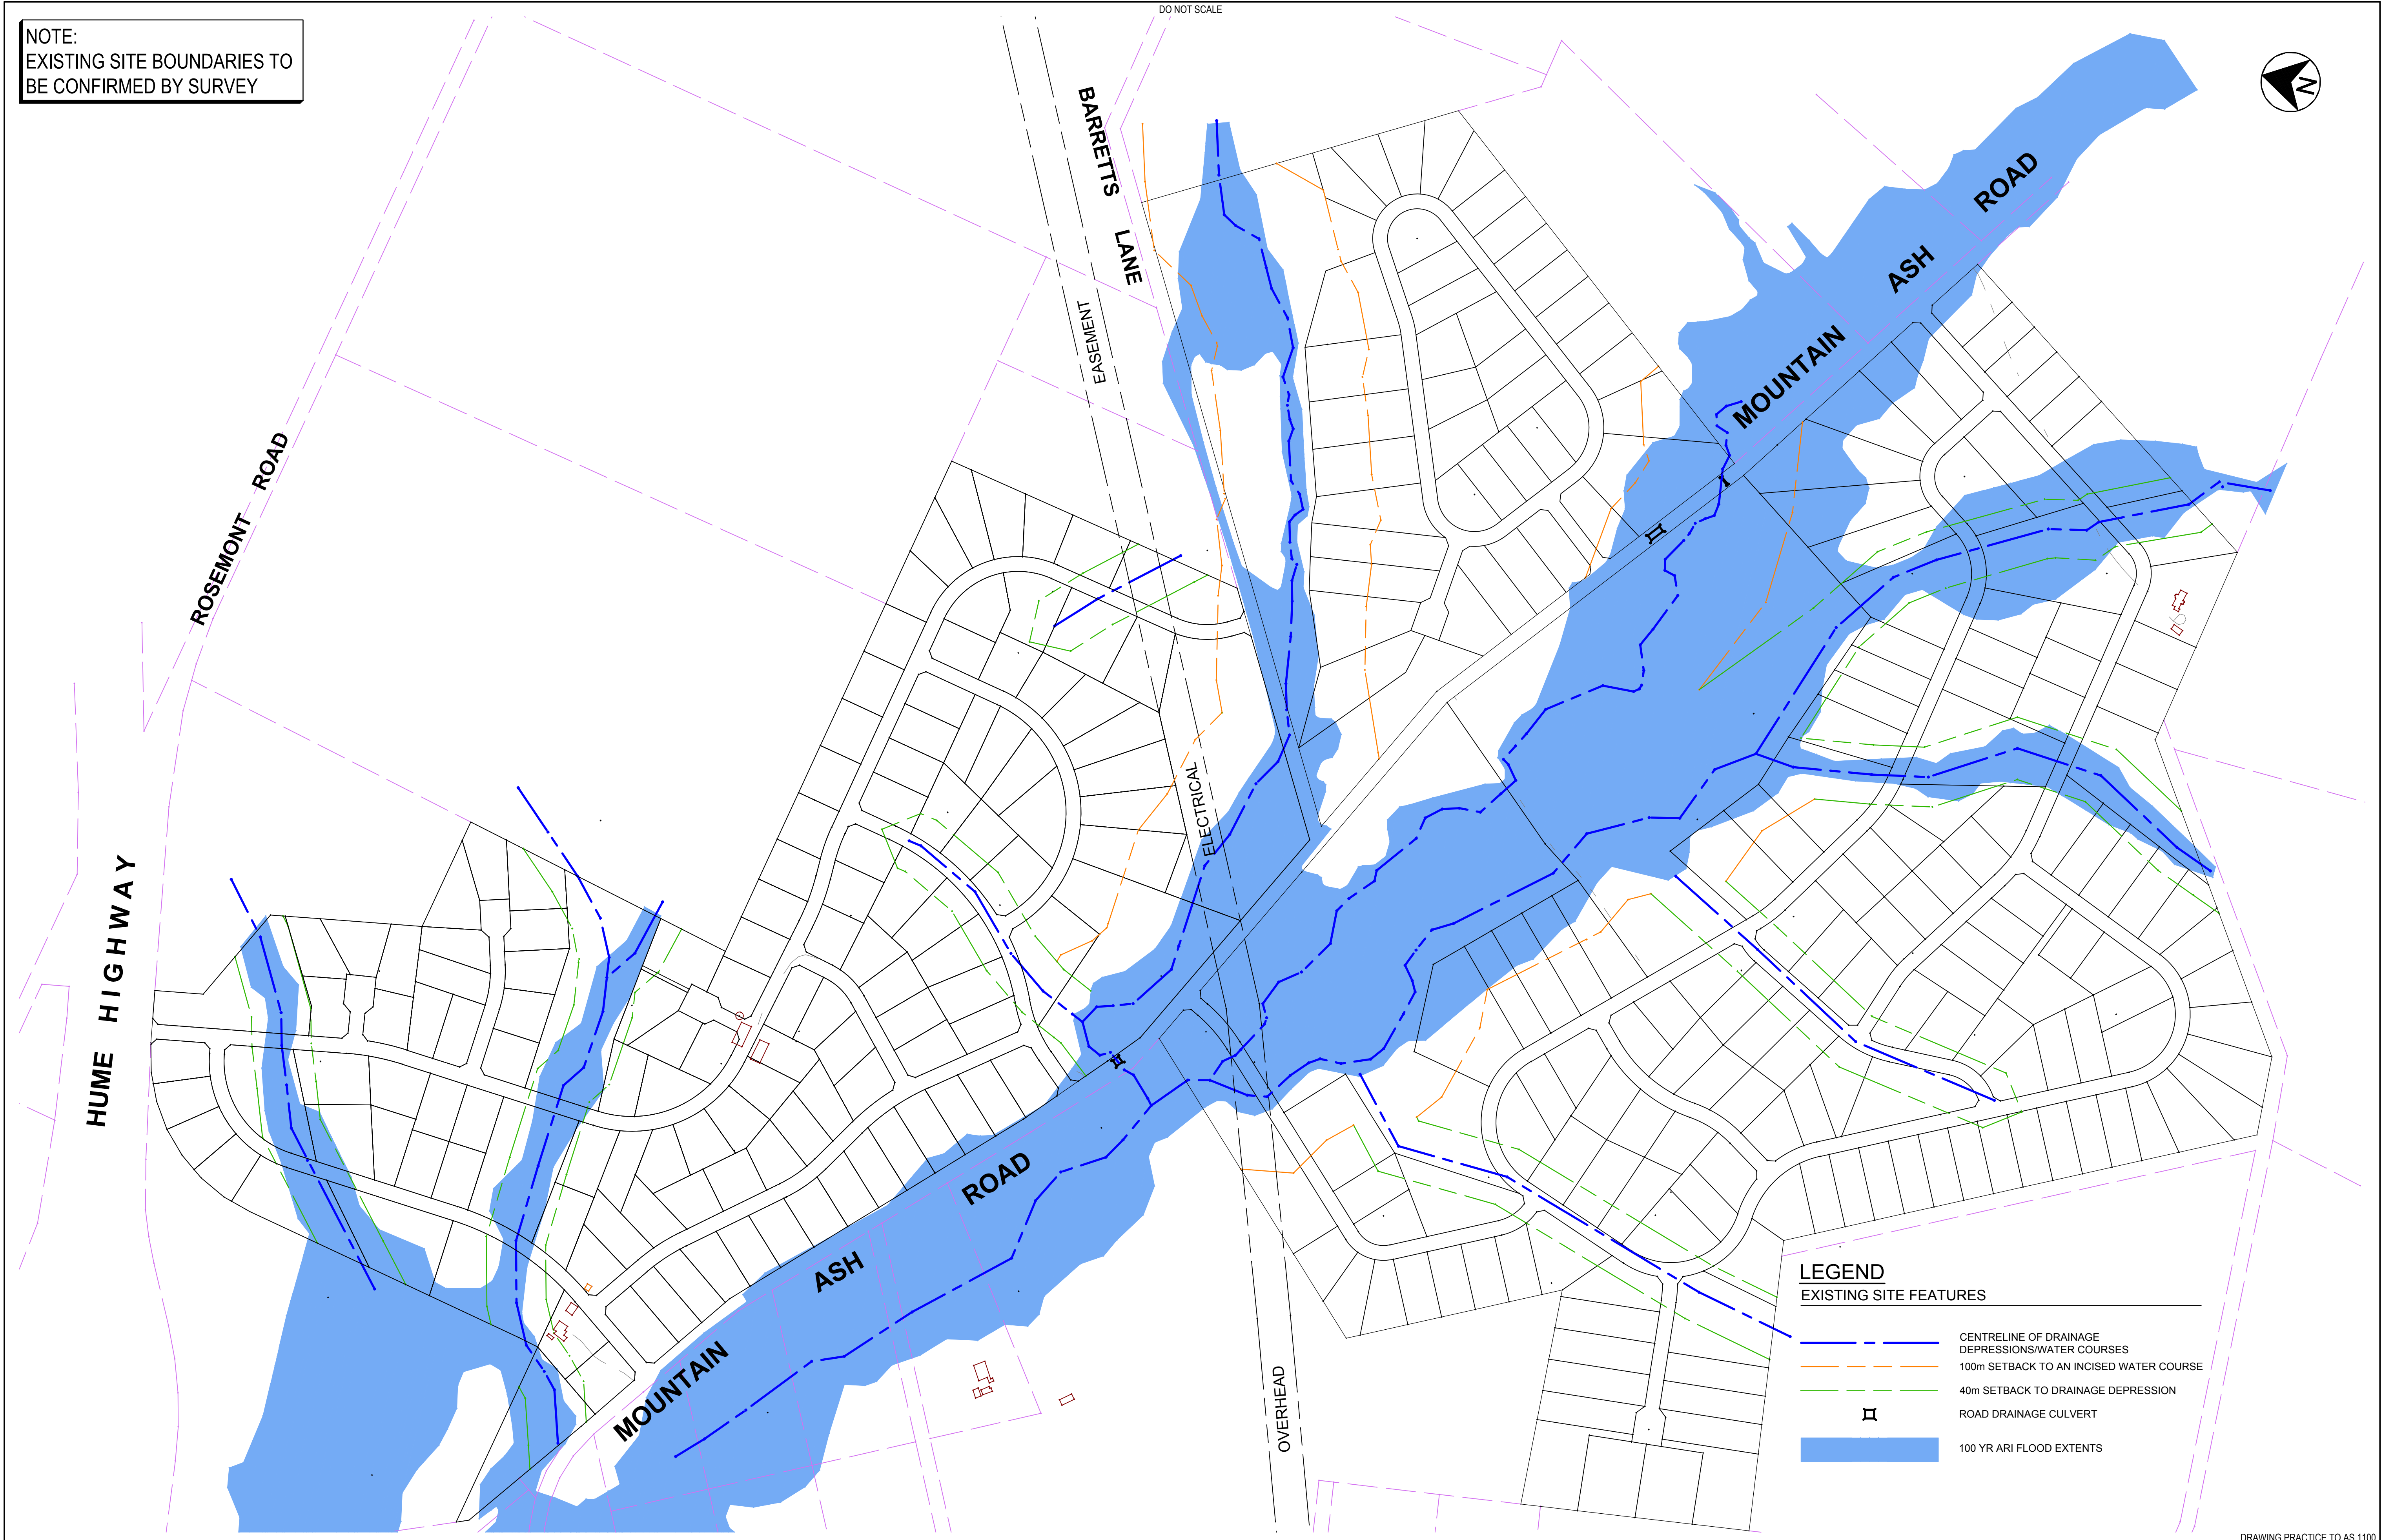 DO NOT SCALE
NOTE:
EXISTING SITE BOUNDARIES TO
BE CONFIRMED BY SURVEY
N
BARRETTS LANE
EASEMENT
ELECTRICAL
OVERHEAD
ROSEMONT ROAD
HUME HIGHWAY
MOUNTAIN ASH ROAD
MOUNTAIN ASH ROAD
LEGEND
EXISTING SITE FEATURES
CENTRELINE OF DRAINAGE
DEPRESSIONS/WATER COURSES
100m SETBACK TO AN INCISED WATER COURSE
40m SETBACK TO DRAINAGE DEPRESSION
ROAD DRAINAGE CULVERT
100 YR ARI FLOOD EXTENTS
DRAWING PRACTICE TO AS 1100